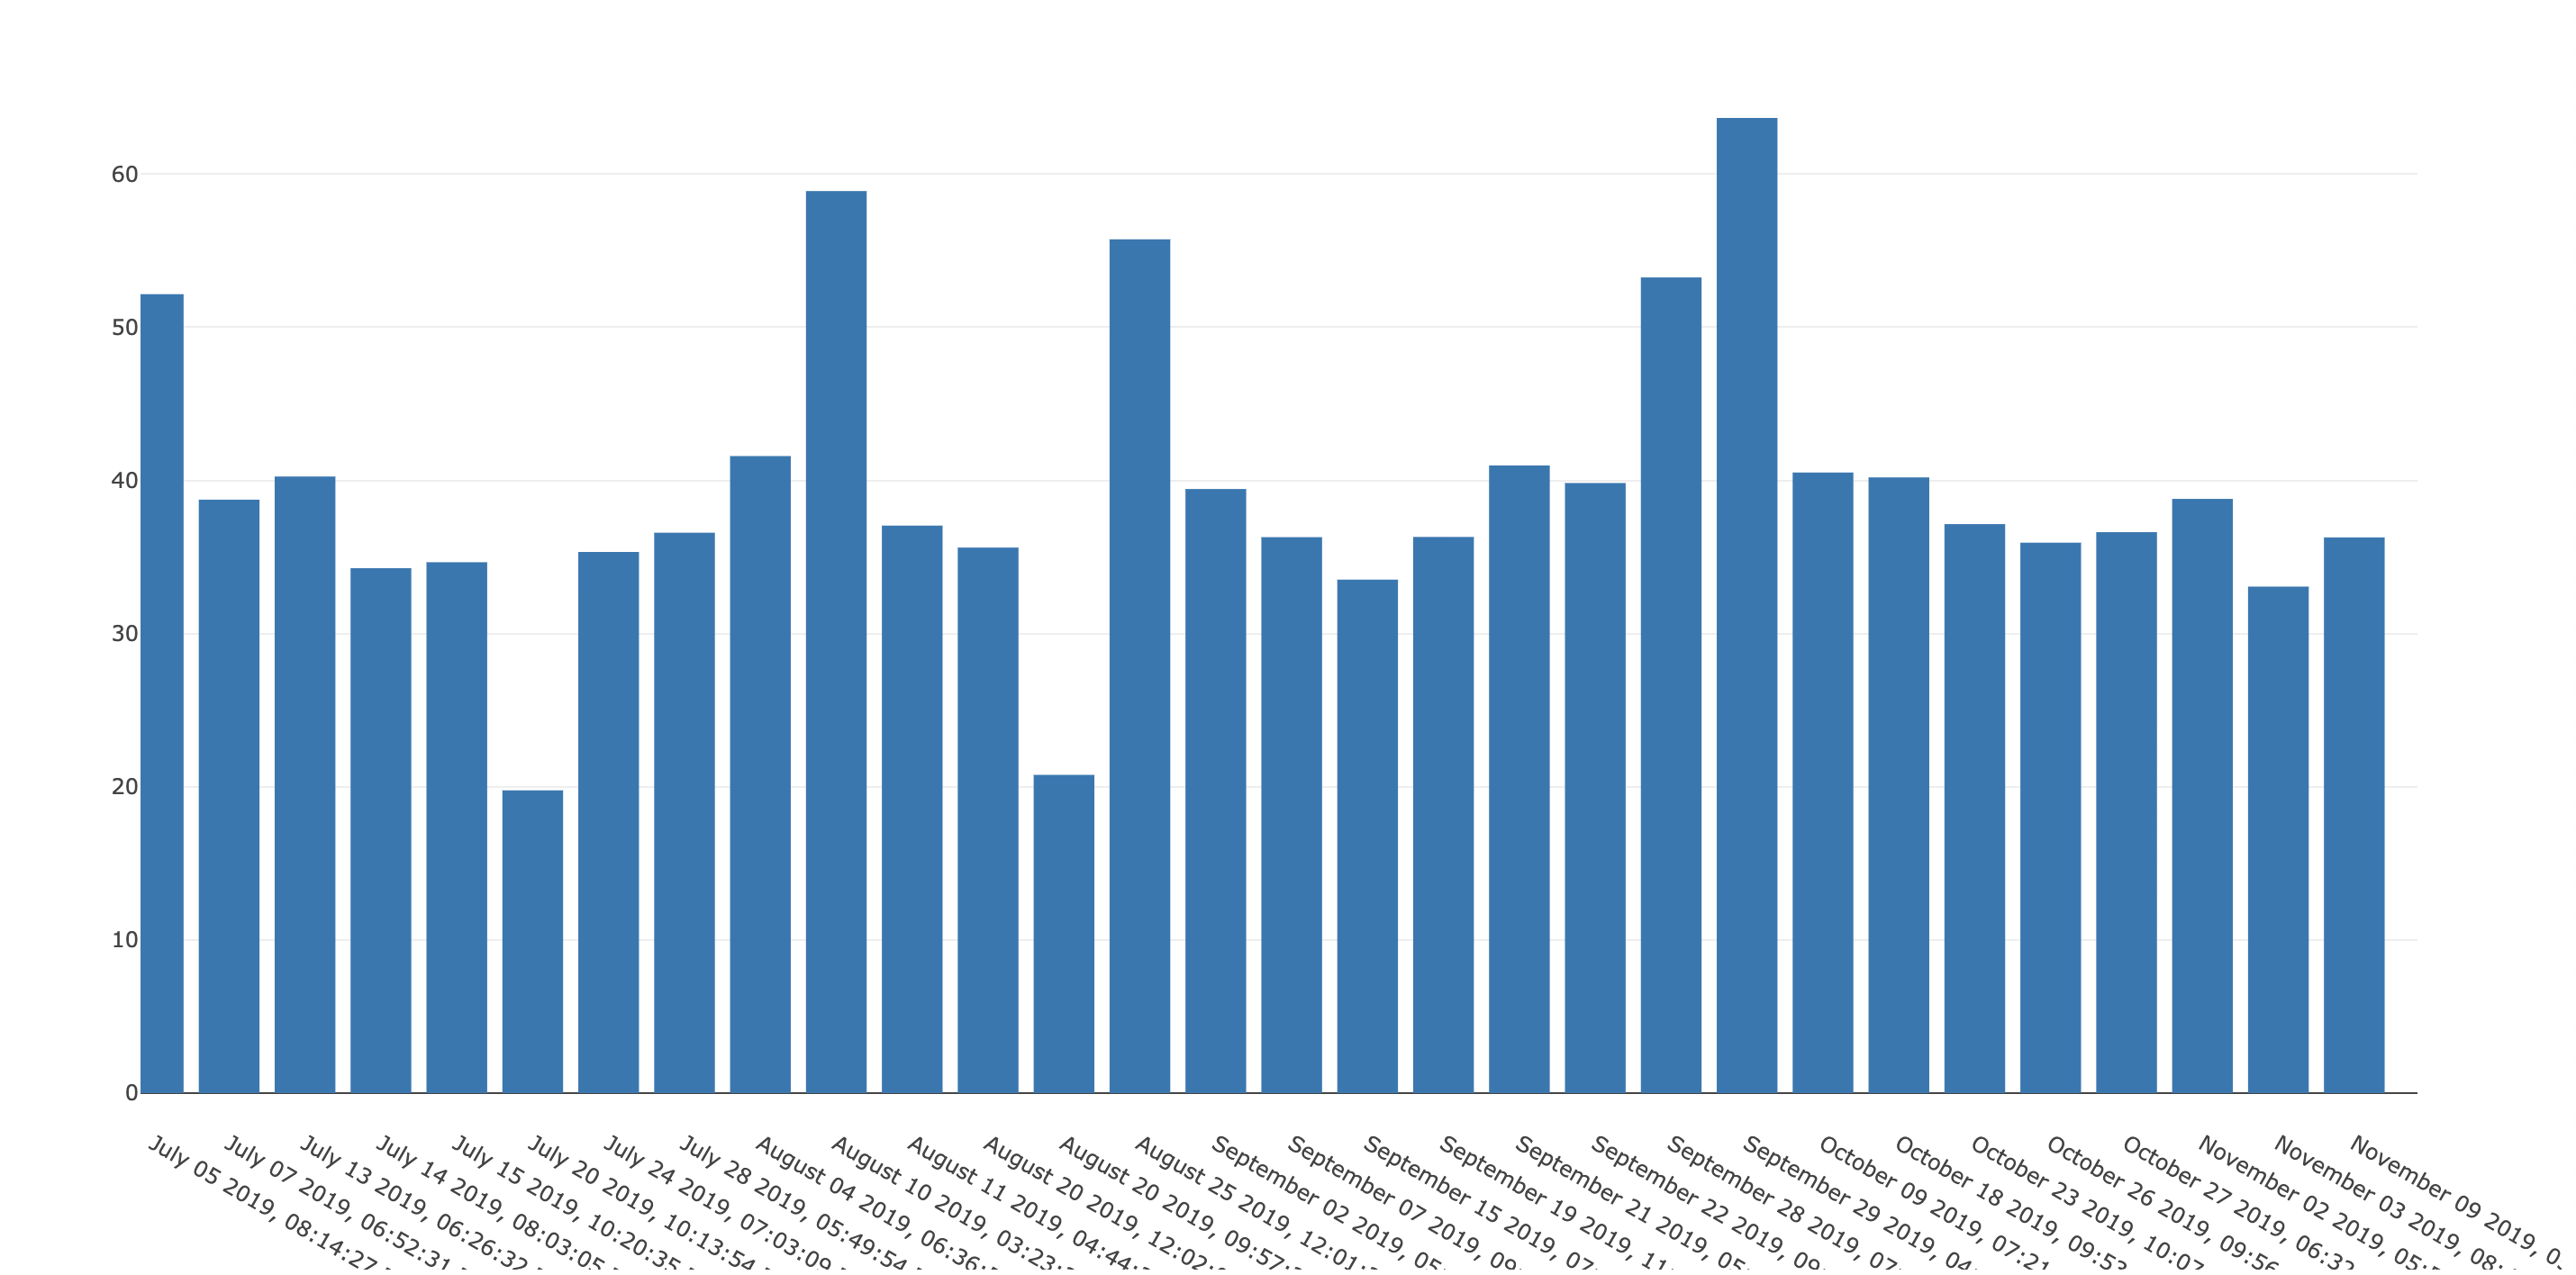 60
50
40
30
20
10
0
July 05 2019, 08:14:27
July 07 2019, 06:52:31
July 13 2019, 06:26:32
July 14 2019, 08:03:05
July 15 2019, 10:20:35
July 20 2019, 10:13:54
July 24 2019, 07:03:09
July 28 2019, 05:49:54
August 04 2019, 06:36:
August 10 2019, 03:23:
August 11 2019, 04:44:
August 20 2019, 12:02:
August 20 2019, 09:57:
August 25 2019, 12:01:
September 02 2019, 05:
September 07 2019, 09:
September 15 2019, 07:
September 19 2019, 11:
September 21 2019, 05:
September 22 2019, 09:
September 28 2019, 07:
September 29 2019, 04:
October 09 2019, 07:21
October 18 2019, 09:53
October 23 2019, 10:07
October 26 2019, 09:56
October 27 2019, 06:32
November 02 2019, 05:
November 03 2019, 08:
November 09 2019, 0